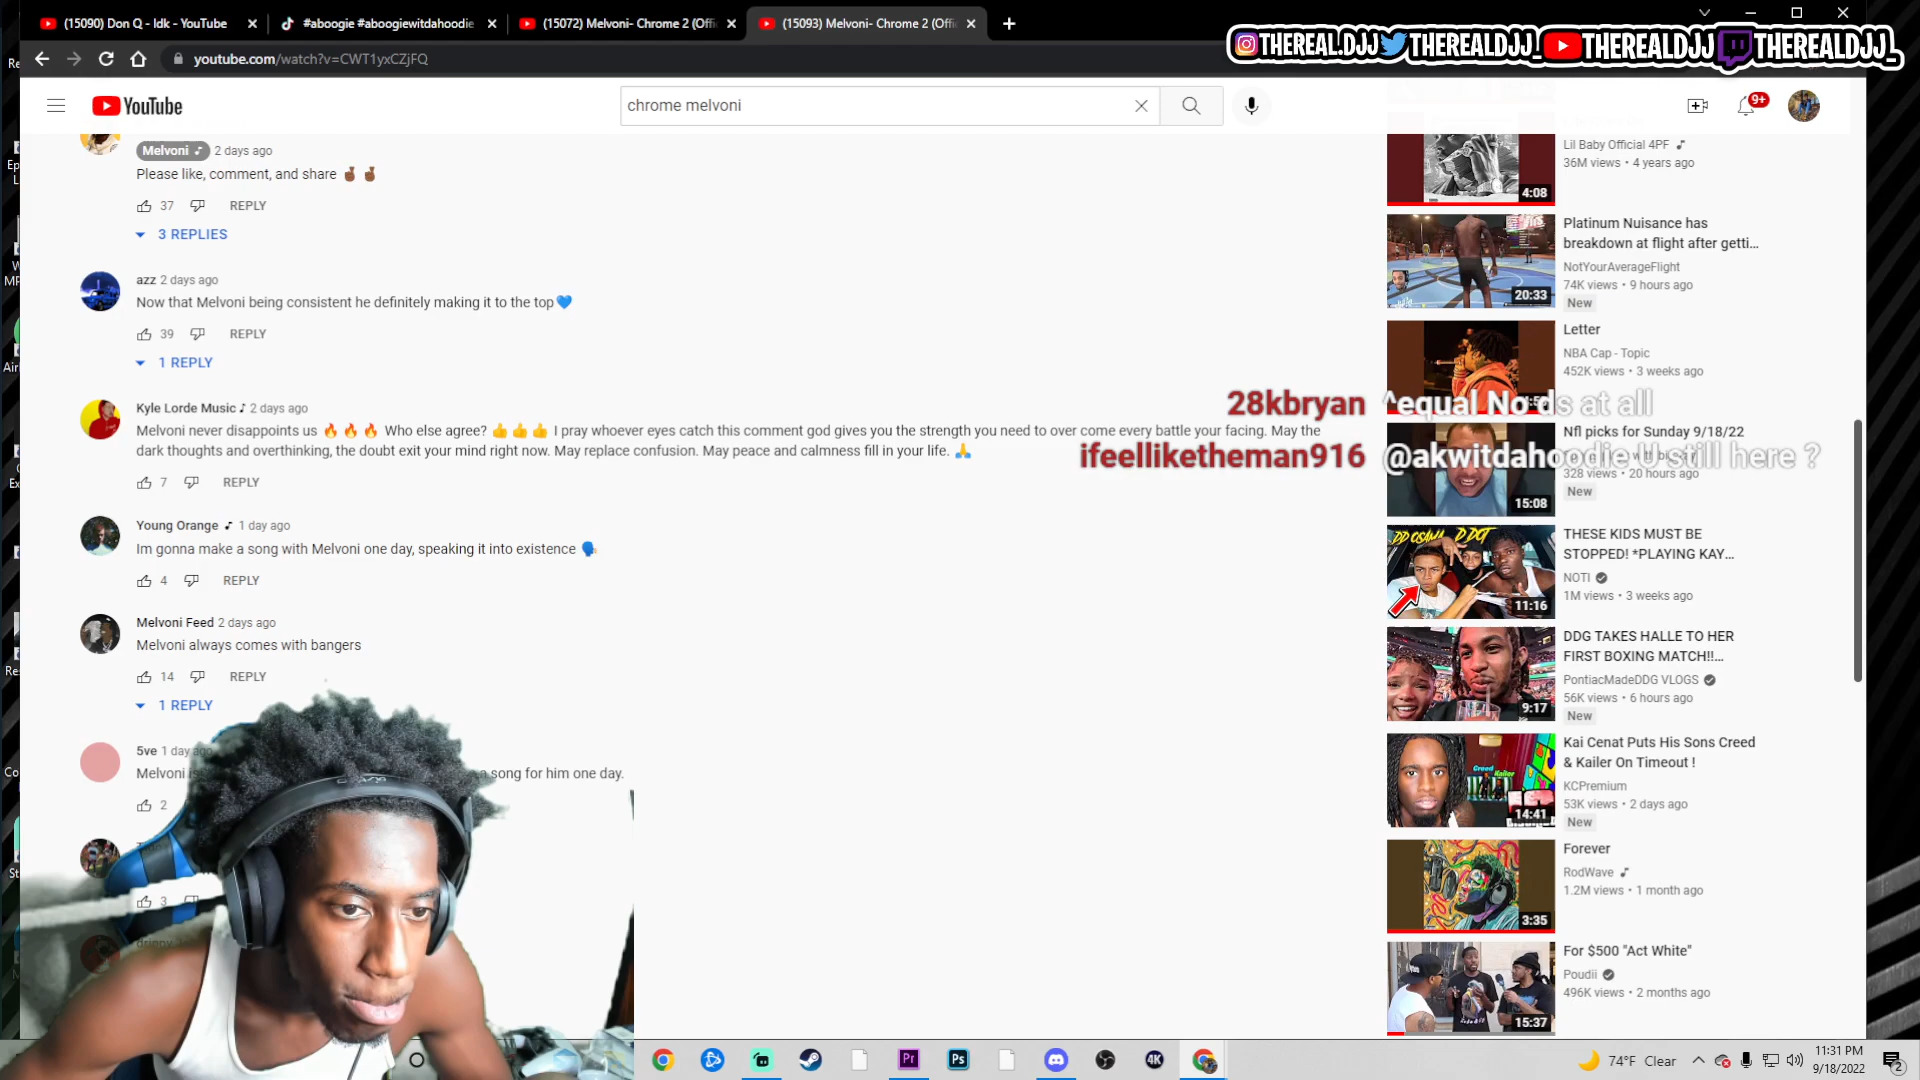 (15090) Don Q - Idk - YouTube
#aboogie #aboogiewitdahoodie
(15072) Melvoni- Chrome 2 (Offi
(15093) Melvoni- Chrome 2 (Offi
THEREAL.DJJ THEREALDJJ_ THEREALDJJ THEREALDJJ_
youtube.com/watch?v=CWT1yxCZjFQ
YouTube
chrome melvoni
9+
Melvoni ♪ 2 days ago
Please like, comment, and share
37 REPLY
3 REPLIES
azz 2 days ago
Now that Melvoni being consistent he definitely making it to the top💙
39 REPLY
1 REPLY
Kyle Lorde Music ♪ 2 days ago
Melvoni never disappoints us 🔥 🔥 🔥 Who else agree? 👍 👍 👍 I pray whoever eyes catch this comment god gives you the strength you need to over come every battle your facing. May the
dark thoughts and overthinking, the doubt exit your mind right now. May replace confusion. May peace and calmness fill in your life. 🙏
7 REPLY
Young Orange ♪ 1 day ago
Im gonna make a song with Melvoni one day, speaking it into existence 🗣
4 REPLY
Melvoni Feed 2 days ago
Melvoni always comes with bangers
14 REPLY
1 REPLY
5ve 1 day ago
Melvoni
a song for him one day.
2
3
28kbryan ^equal No ds at all
ifeelliketheman916 @akwitdahoodie U still here ?
Lil Baby Official 4PF ♪
36M views • 4 years ago
4:08
Platinum Nuisance has
breakdown at flight after getti...
NotYourAverageFlight
74K views • 9 hours ago
New
20:33
Letter
NBA Cap - Topic
452K views • 3 weeks ago
Nfl picks for Sunday 9/18/22
328 views • 20 hours ago
New
15:08
DD OSAMA D DOT
THESE KIDS MUST BE
STOPPED! *PLAYING KAY...
NOTI
1M views • 3 weeks ago
11:16
DDG TAKES HALLE TO HER
FIRST BOXING MATCH!!...
PontiacMadeDDG VLOGS
56K views • 6 hours ago
New
9:17
Creed Kailer
Kai Cenat Puts His Sons Creed
& Kailer On Timeout !
KCPremium
53K views • 2 days ago
New
14:41
Forever
RodWave ♪
1.2M views • 1 month ago
3:35
For $500 "Act White"
Poudii
496K views • 2 months ago
15:37
Pr
Ps
4K
74°F Clear
11:31 PM
9/18/2022
2